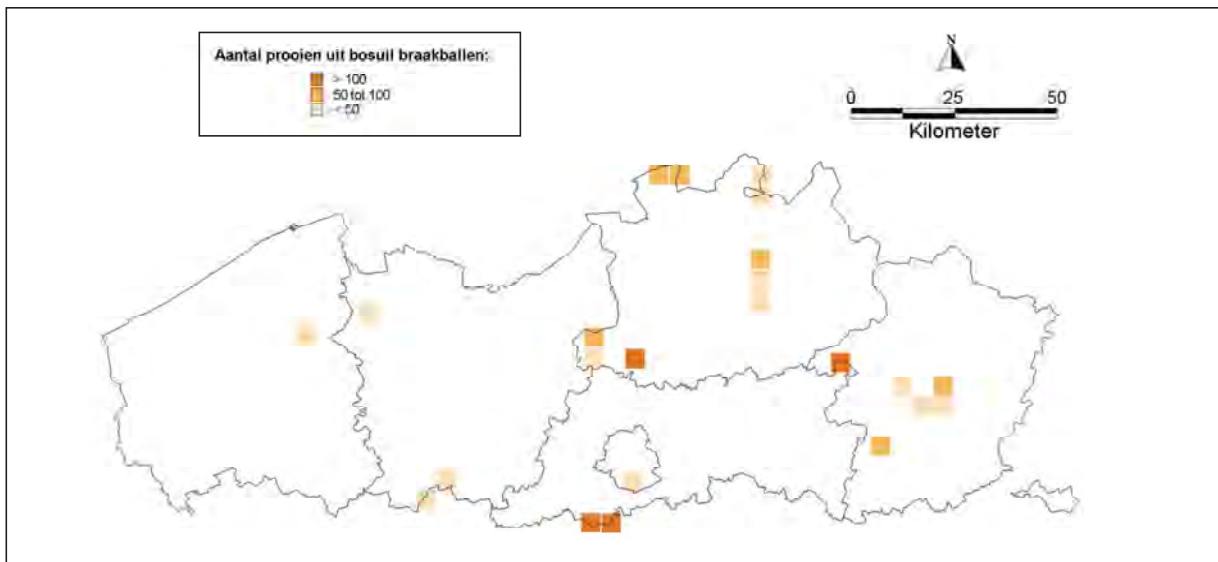 Aantal prooien uit bosuil braakballen:
> 100
50 tot 100
< 50
N
0 25 50
Kilometer